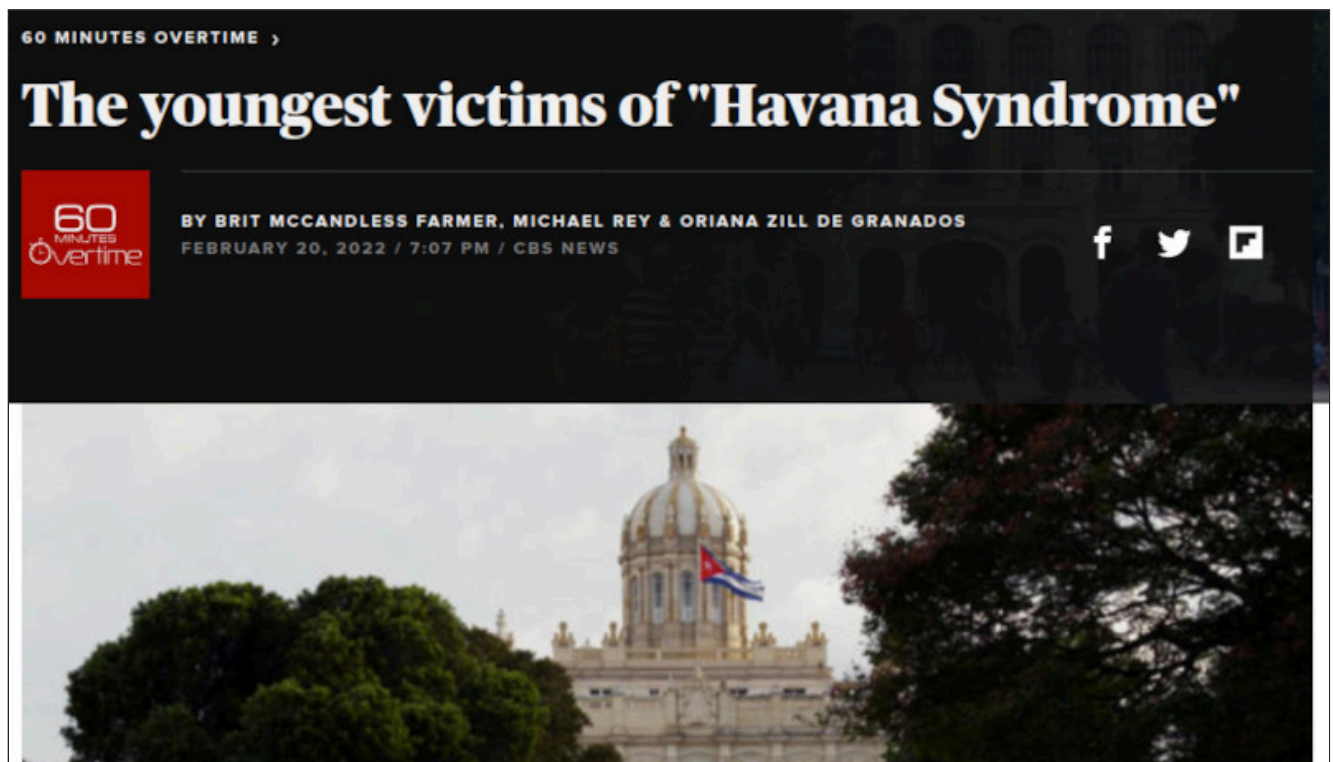 60 MINUTES OVERTIME ›
The youngest victims of "Havana Syndrome"
60
MINUTES
Overtime
BY BRIT MCCANDLESS FARMER, MICHAEL REY & ORIANA ZILL DE GRANADOS
FEBRUARY 20, 2022 / 7:07 PM / CBS NEWS